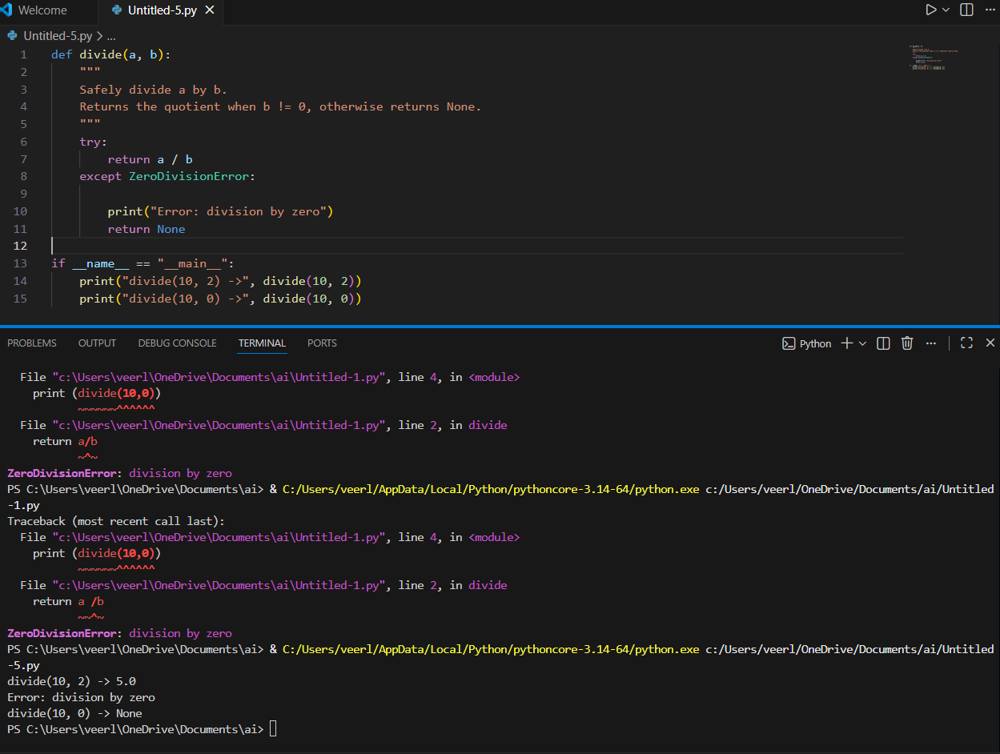 Welcome
Untitled-5.py
Untitled-5.py > ...
1 def divide(a, b):
2     """
3     Safely divide a by b.
4     Returns the quotient when b != 0, otherwise returns None.
5     """
6     try:
7         return a / b
8     except ZeroDivisionError:
9
10         print("Error: division by zero")
11         return None
12
13 if __name__ == "__main__":
14     print("divide(10, 2) ->", divide(10, 2))
15     print("divide(10, 0) ->", divide(10, 0))
PROBLEMS OUTPUT DEBUG CONSOLE TERMINAL PORTS
Python
  File "c:\Users\veerl\OneDrive\Documents\ai\Untitled-1.py", line 4, in <module>
    print (divide(10,0))
           ~~~~~~^^^^^^
  File "c:\Users\veerl\OneDrive\Documents\ai\Untitled-1.py", line 2, in divide
    return a/b
           ~^~
ZeroDivisionError: division by zero
PS C:\Users\veerl\OneDrive\Documents\ai> & C:/Users/veerl/AppData/Local/Python/pythoncore-3.14-64/python.exe c:/Users/veerl/OneDrive/Documents/ai/Untitled
-1.py
Traceback (most recent call last):
  File "c:\Users\veerl\OneDrive\Documents\ai\Untitled-1.py", line 4, in <module>
    print (divide(10,0))
           ~~~~~~^^^^^^
  File "c:\Users\veerl\OneDrive\Documents\ai\Untitled-1.py", line 2, in divide
    return a /b
           ~~^~
ZeroDivisionError: division by zero
PS C:\Users\veerl\OneDrive\Documents\ai> & C:/Users/veerl/AppData/Local/Python/pythoncore-3.14-64/python.exe c:/Users/veerl/OneDrive/Documents/ai/Untitled
-5.py
divide(10, 2) -> 5.0
Error: division by zero
divide(10, 0) -> None
PS C:\Users\veerl\OneDrive\Documents\ai>